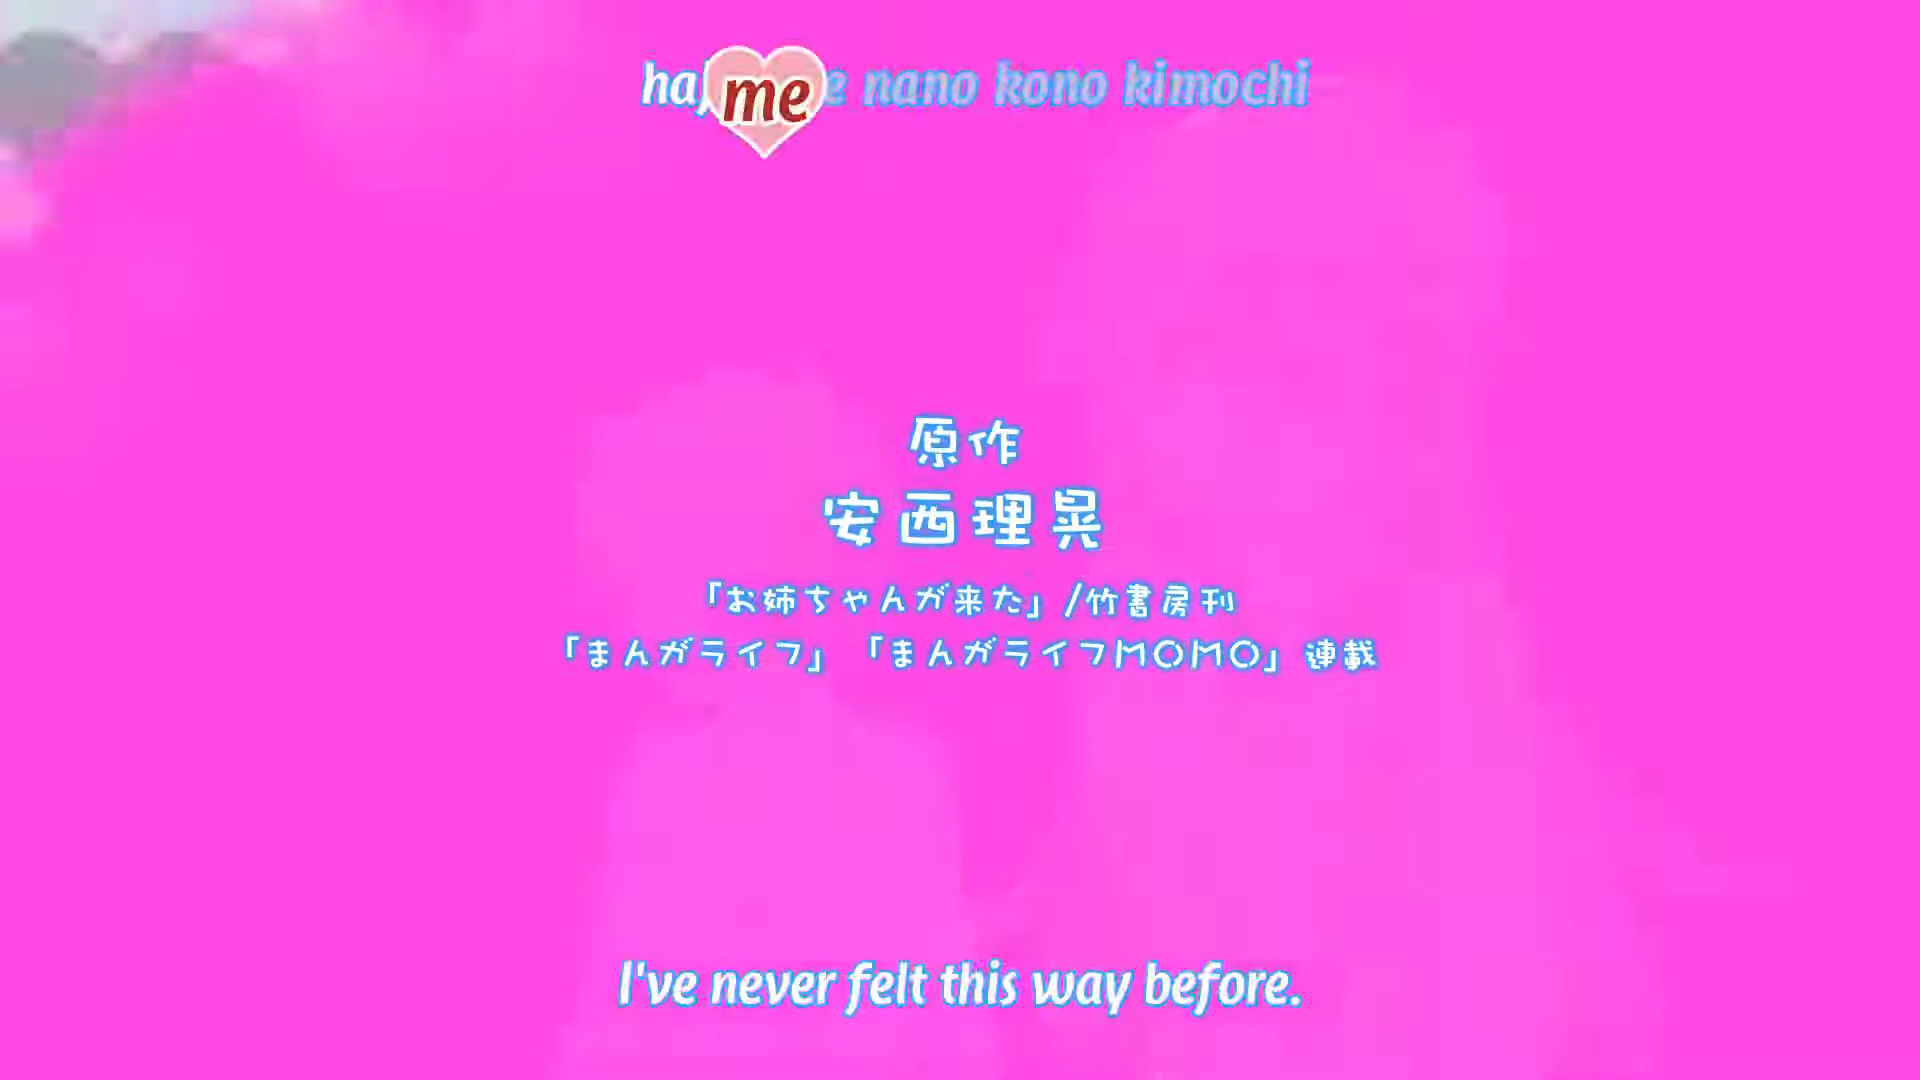 haj me e nano kono kimochi
原作
安西理晃
「お姉ちゃんが来た」/竹書房刊
「まんがライフ」「まんがライフMOMO」連載
I've never felt this way before.